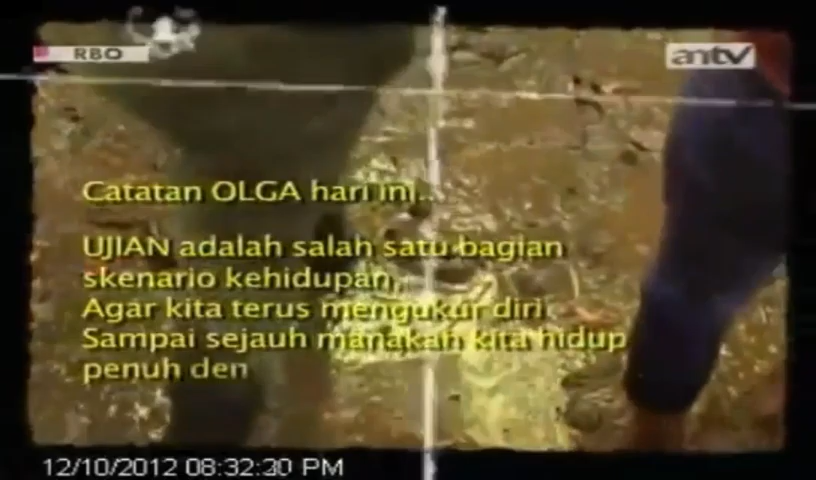 RBO
antv
Catatan OLGA hari ini...
UJIAN adalah salah satu bagian
skenario kehidupan,
Agar kita terus mengukur diri.
Sampai sejauh manakah kita hidup
penuh den
12/10/2012 08:32:20 PM